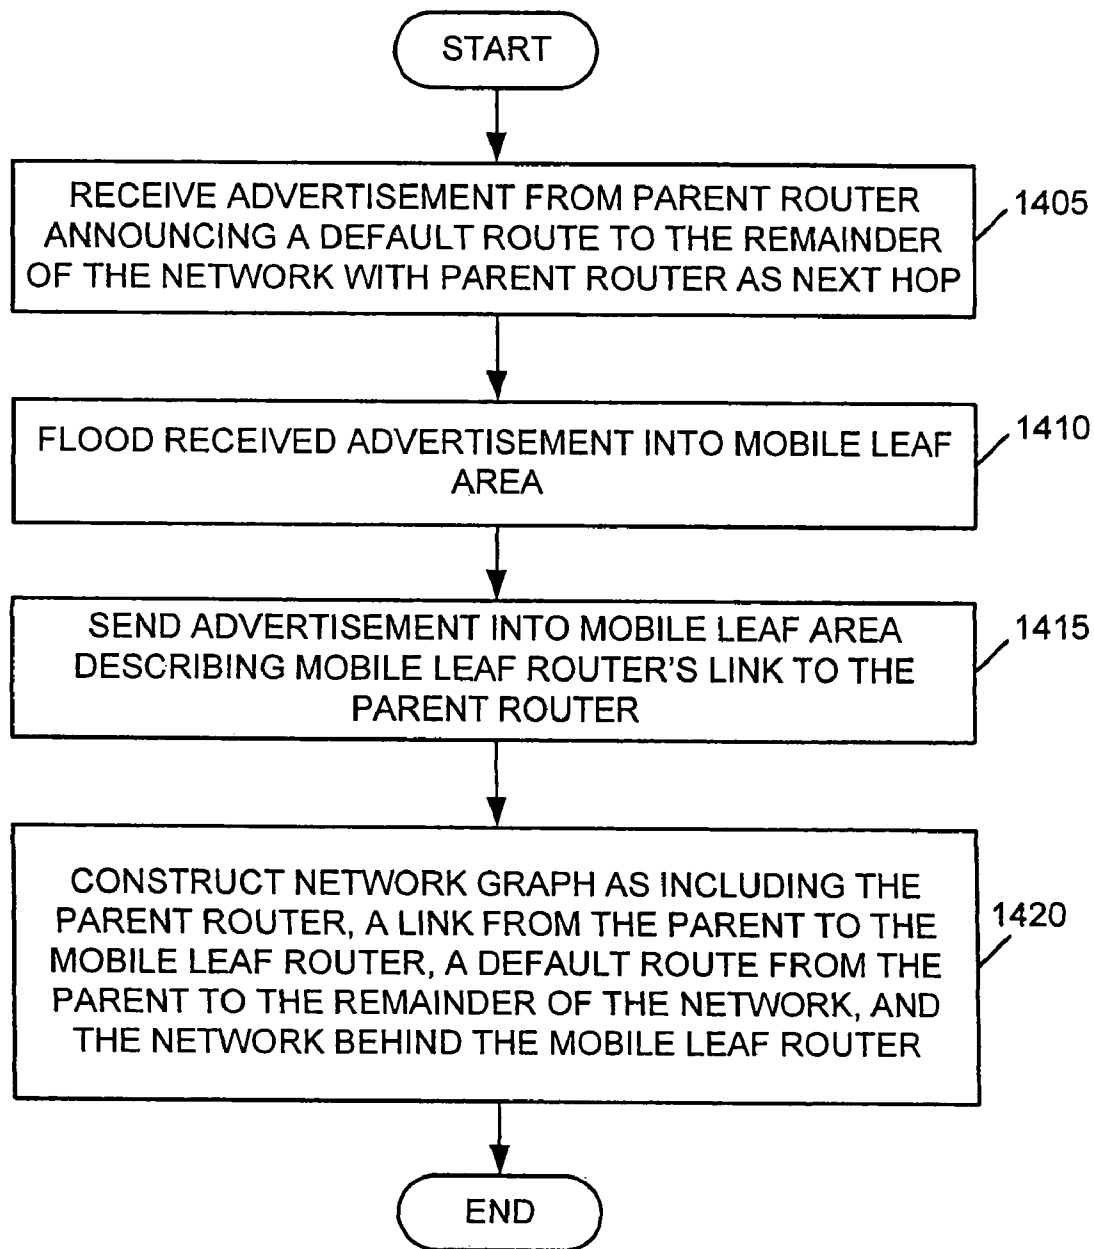 START
RECEIVE ADVERTISEMENT FROM PARENT ROUTER
ANNOUNCING A DEFAULT ROUTE TO THE REMAINDER
OF THE NETWORK WITH PARENT ROUTER AS NEXT HOP
1405
FLOOD RECEIVED ADVERTISEMENT INTO MOBILE LEAF
AREA
1410
SEND ADVERTISEMENT INTO MOBILE LEAF AREA
DESCRIBING MOBILE LEAF ROUTER'S LINK TO THE
PARENT ROUTER
1415
CONSTRUCT NETWORK GRAPH AS INCLUDING THE
PARENT ROUTER, A LINK FROM THE PARENT TO THE
MOBILE LEAF ROUTER, A DEFAULT ROUTE FROM THE
PARENT TO THE REMAINDER OF THE NETWORK, AND
THE NETWORK BEHIND THE MOBILE LEAF ROUTER
1420
END